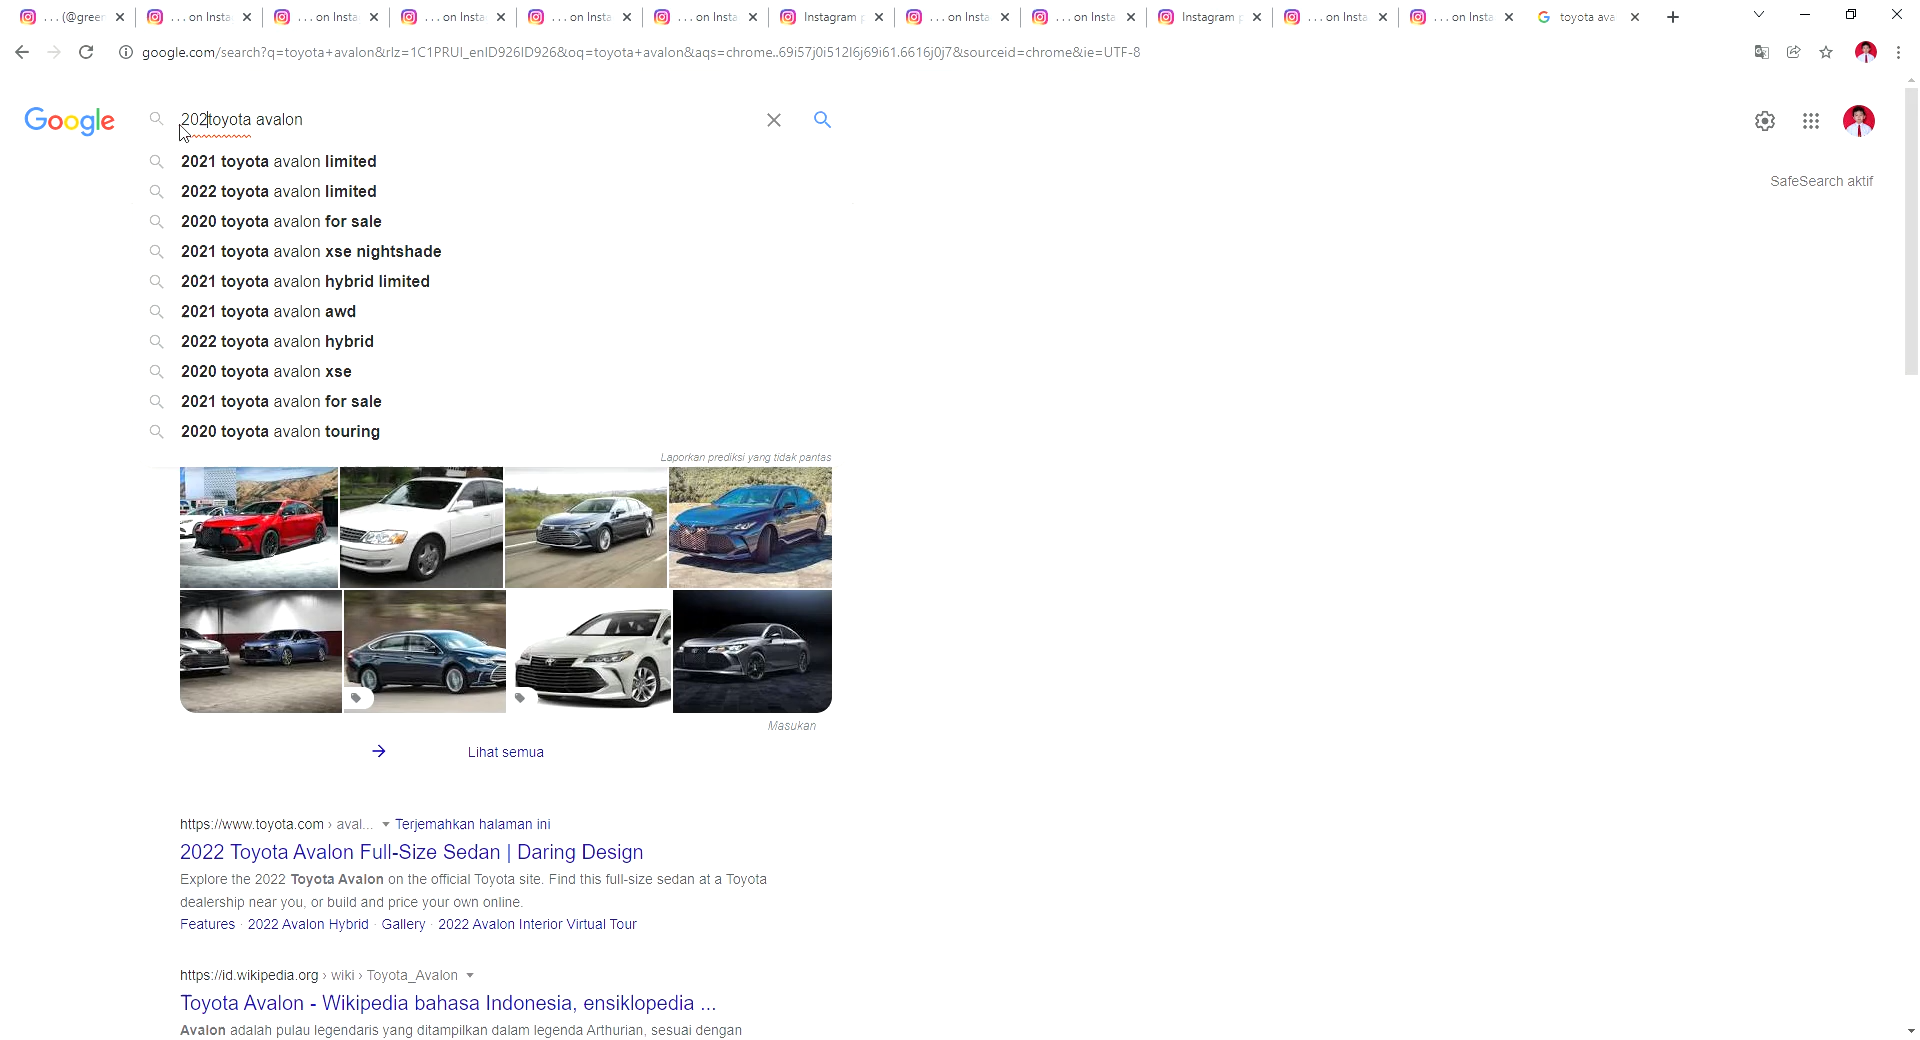 . . . (@greer
. . . on Insta
. . . on Insta
. . . on Insta
. . . on Insta
. . . on Insta
Instagram p
. . . on Insta
. . . on Insta
Instagram p
. . . on Insta
. . . on Insta
toyota ava
google.com/search?q=toyota+avalon&rlz=1C1PRUI_enID926ID926&oq=toyota+avalon&aqs=chrome..69i57j0i512l6j69i61.6616j0j7&sourceid=chrome&ie=UTF-8
Google
202toyota avalon
SafeSearch aktif
2021 toyota avalon limited
2022 toyota avalon limited
2020 toyota avalon for sale
2021 toyota avalon xse nightshade
2021 toyota avalon hybrid limited
2021 toyota avalon awd
2022 toyota avalon hybrid
2020 toyota avalon xse
2021 toyota avalon for sale
2020 toyota avalon touring
Laporkan prediksi yang tidak pantas
Masukan
Lihat semua
https://www.toyota.com › aval... Terjemahkan halaman ini
2022 Toyota Avalon Full-Size Sedan | Daring Design
Explore the 2022 Toyota Avalon on the official Toyota site. Find this full-size sedan at a Toyota
dealership near you, or build and price your own online.
Features · 2022 Avalon Hybrid · Gallery · 2022 Avalon Interior Virtual Tour
https://id.wikipedia.org › wiki › Toyota_Avalon
Toyota Avalon - Wikipedia bahasa Indonesia, ensiklopedia ...
Avalon adalah pulau legendaris yang ditampilkan dalam legenda Arthurian, sesuai dengan